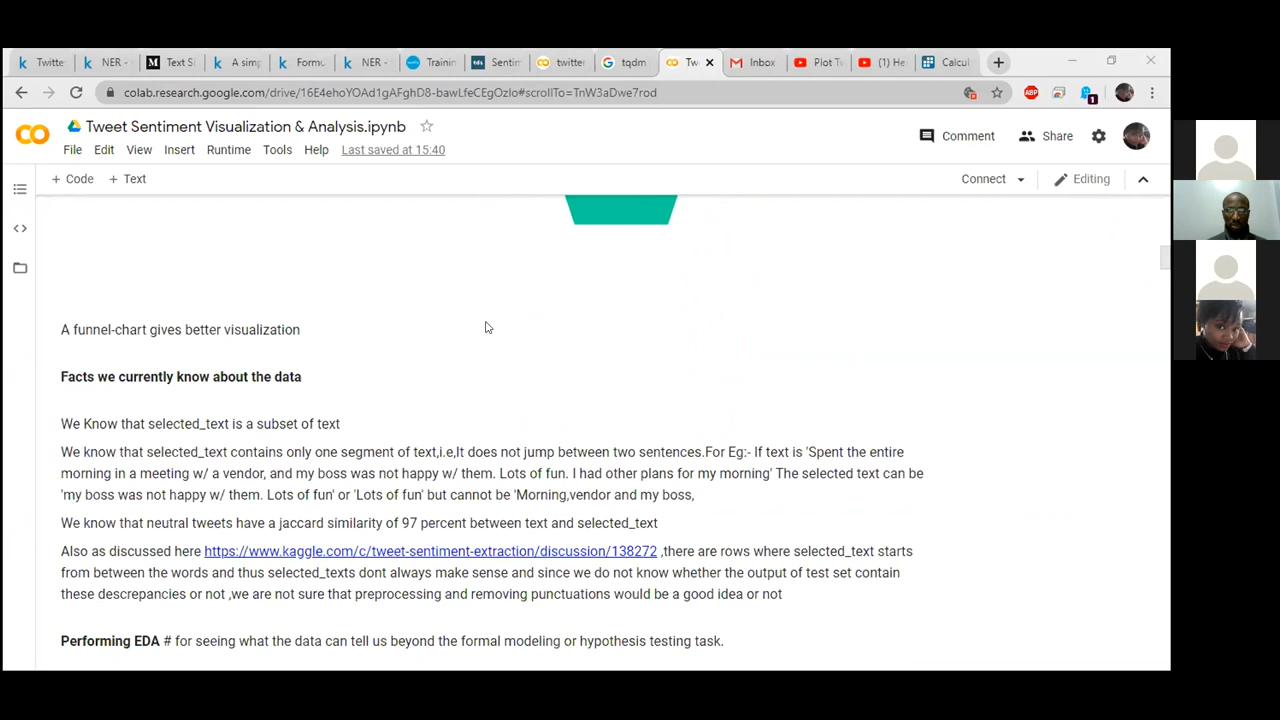 Twitter
NER -
Text S
A simp
Formu
NER -
Training
Sentim
twitter
tqdm
Tw
Inbox
Plot T
(1) He
Calcul
colab.research.google.com/drive/16E4ehoYOAd1gAFghD8-bawLfeCEgOzlo#scrollTo=TnW3aDwe7rod
ABP
1
CO
Tweet Sentiment Visualization & Analysis.ipynb
Comment
Share
File Edit View Insert Runtime Tools Help Last saved at 15:40
+ Code + Text
Connect
Editing
A funnel-chart gives better visualization
Facts we currently know about the data
We Know that selected_text is a subset of text
We know that selected_text contains only one segment of text,i.e,It does not jump between two sentences.For Eg:- If text is 'Spent the entire
morning in a meeting w/ a vendor, and my boss was not happy w/ them. Lots of fun. I had other plans for my morning' The selected text can be
'my boss was not happy w/ them. Lots of fun' or 'Lots of fun' but cannot be 'Morning,vendor and my boss,
We know that neutral tweets have a jaccard similarity of 97 percent between text and selected_text
Also as discussed here https://www.kaggle.com/c/tweet-sentiment-extraction/discussion/138272 ,there are rows where selected_text starts
from between the words and thus selected_texts dont always make sense and since we do not know whether the output of test set contain
these descrepancies or not ,we are not sure that preprocessing and removing punctuations would be a good idea or not
Performing EDA # for seeing what the data can tell us beyond the formal modeling or hypothesis testing task.